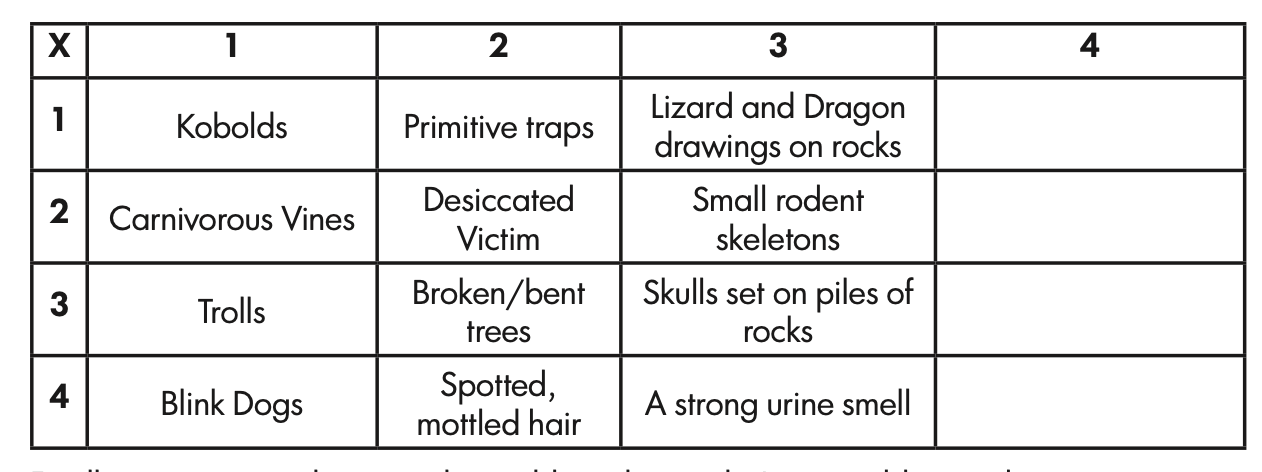 X 1 2 3 4
1 Kobolds Primitive traps Lizard and Dragon
drawings on rocks
2 Carnivorous Vines Desiccated
Victim Small rodent
skeletons
3 Trolls Broken/bent
trees Skulls set on piles of
rocks
4 Blink Dogs Spotted,
mottled hair A strong urine smell